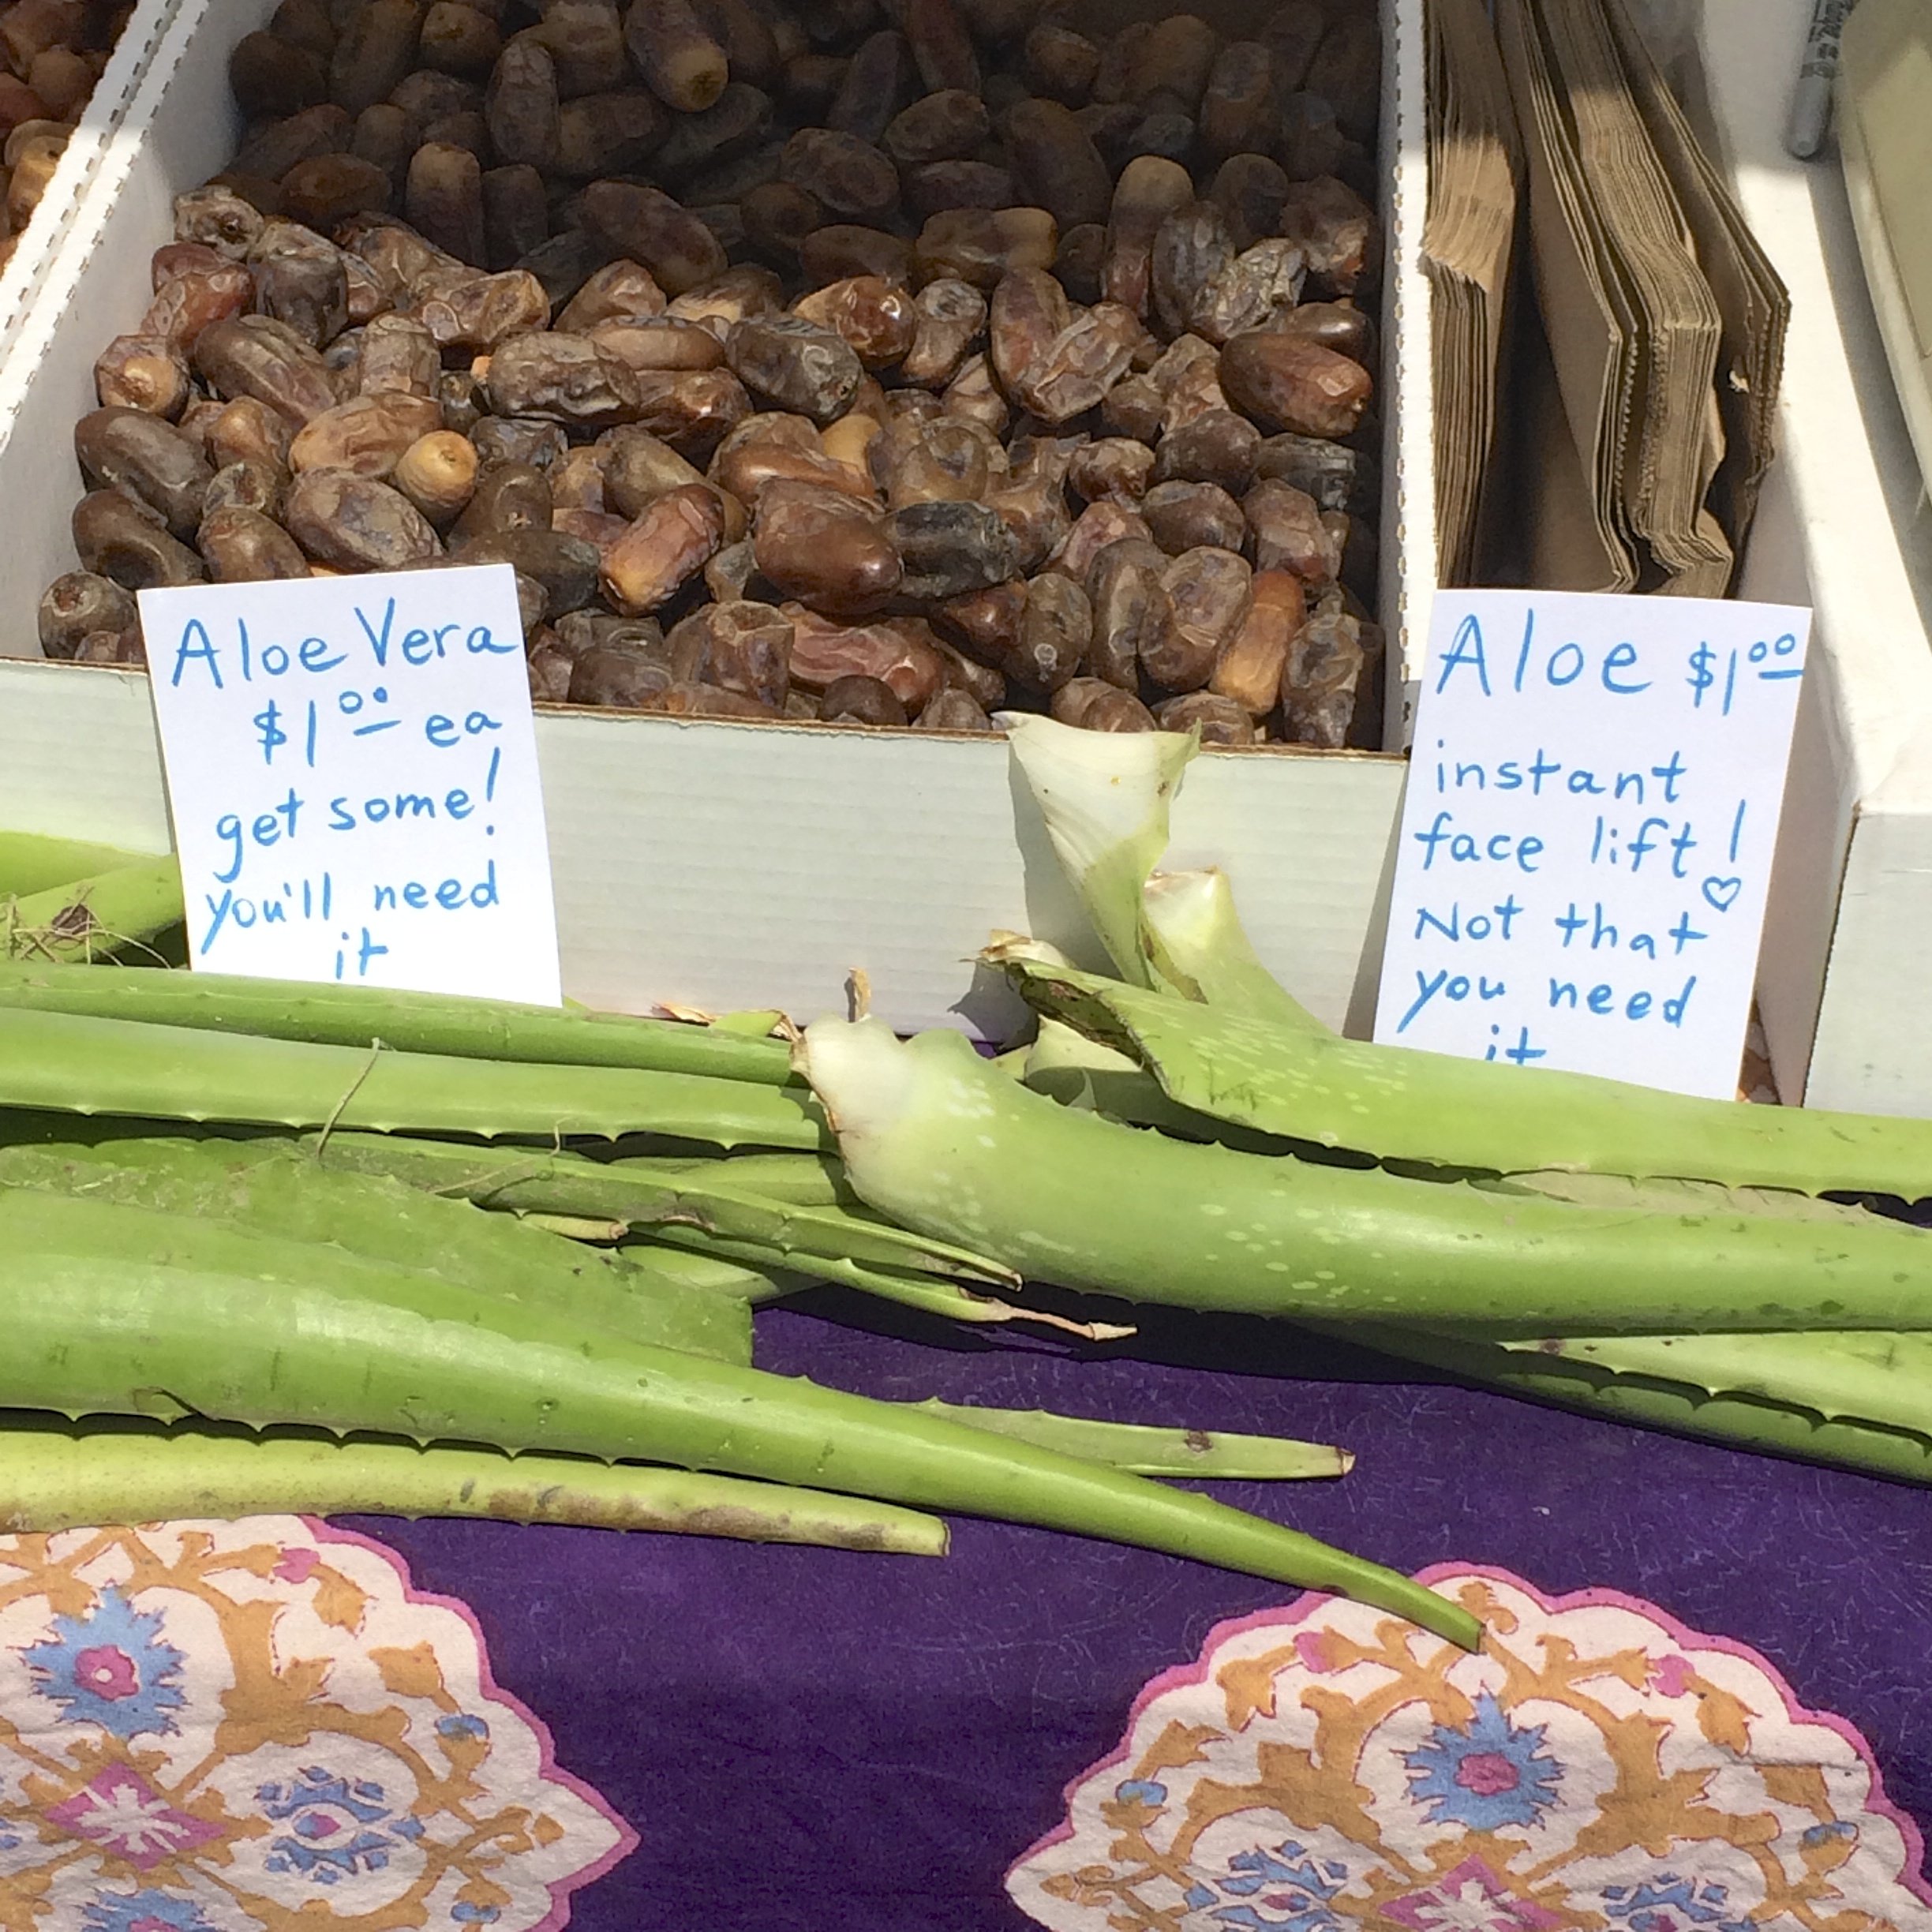 Aloe Vera
$1.00 ea
get some!
you'll need
it
Aloe $1.00
instant
face lift!
Not that
you need
it